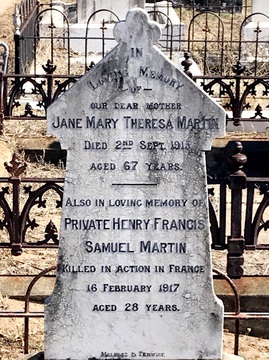 IN
LOVING MEMORY
OF
OUR DEAR MOTHER
JANE MARY THERESA MARTIN
DIED 2ND SEPT. 1915
AGED 67 YEARS.
ALSO IN LOVING MEMORY OF
PRIVATE HENRY FRANCIS
SAMUEL MARTIN
KILLED IN ACTION IN FRANCE
16 FEBRUARY 1917
AGED 28 YEARS.